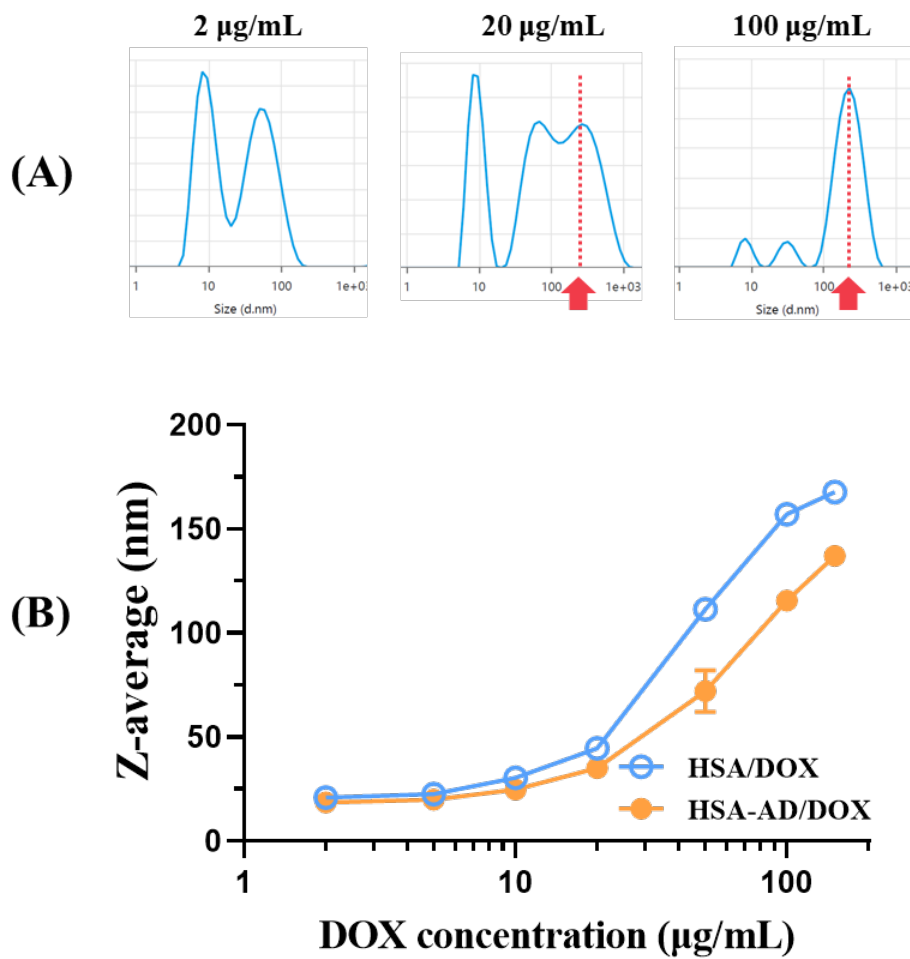 2 μg/mL 20 μg/mL 100 μg/mL
(A)
1 10 100 1e+03 1 10 100 1e+03 1 10 100 1e+03
Size (d.nm) Size (d.nm)
(B)
Z-average (nm)
200
150
100
50
0
HSA/DOX
HSA-AD/DOX
1 10 100
DOX concentration (μg/mL)